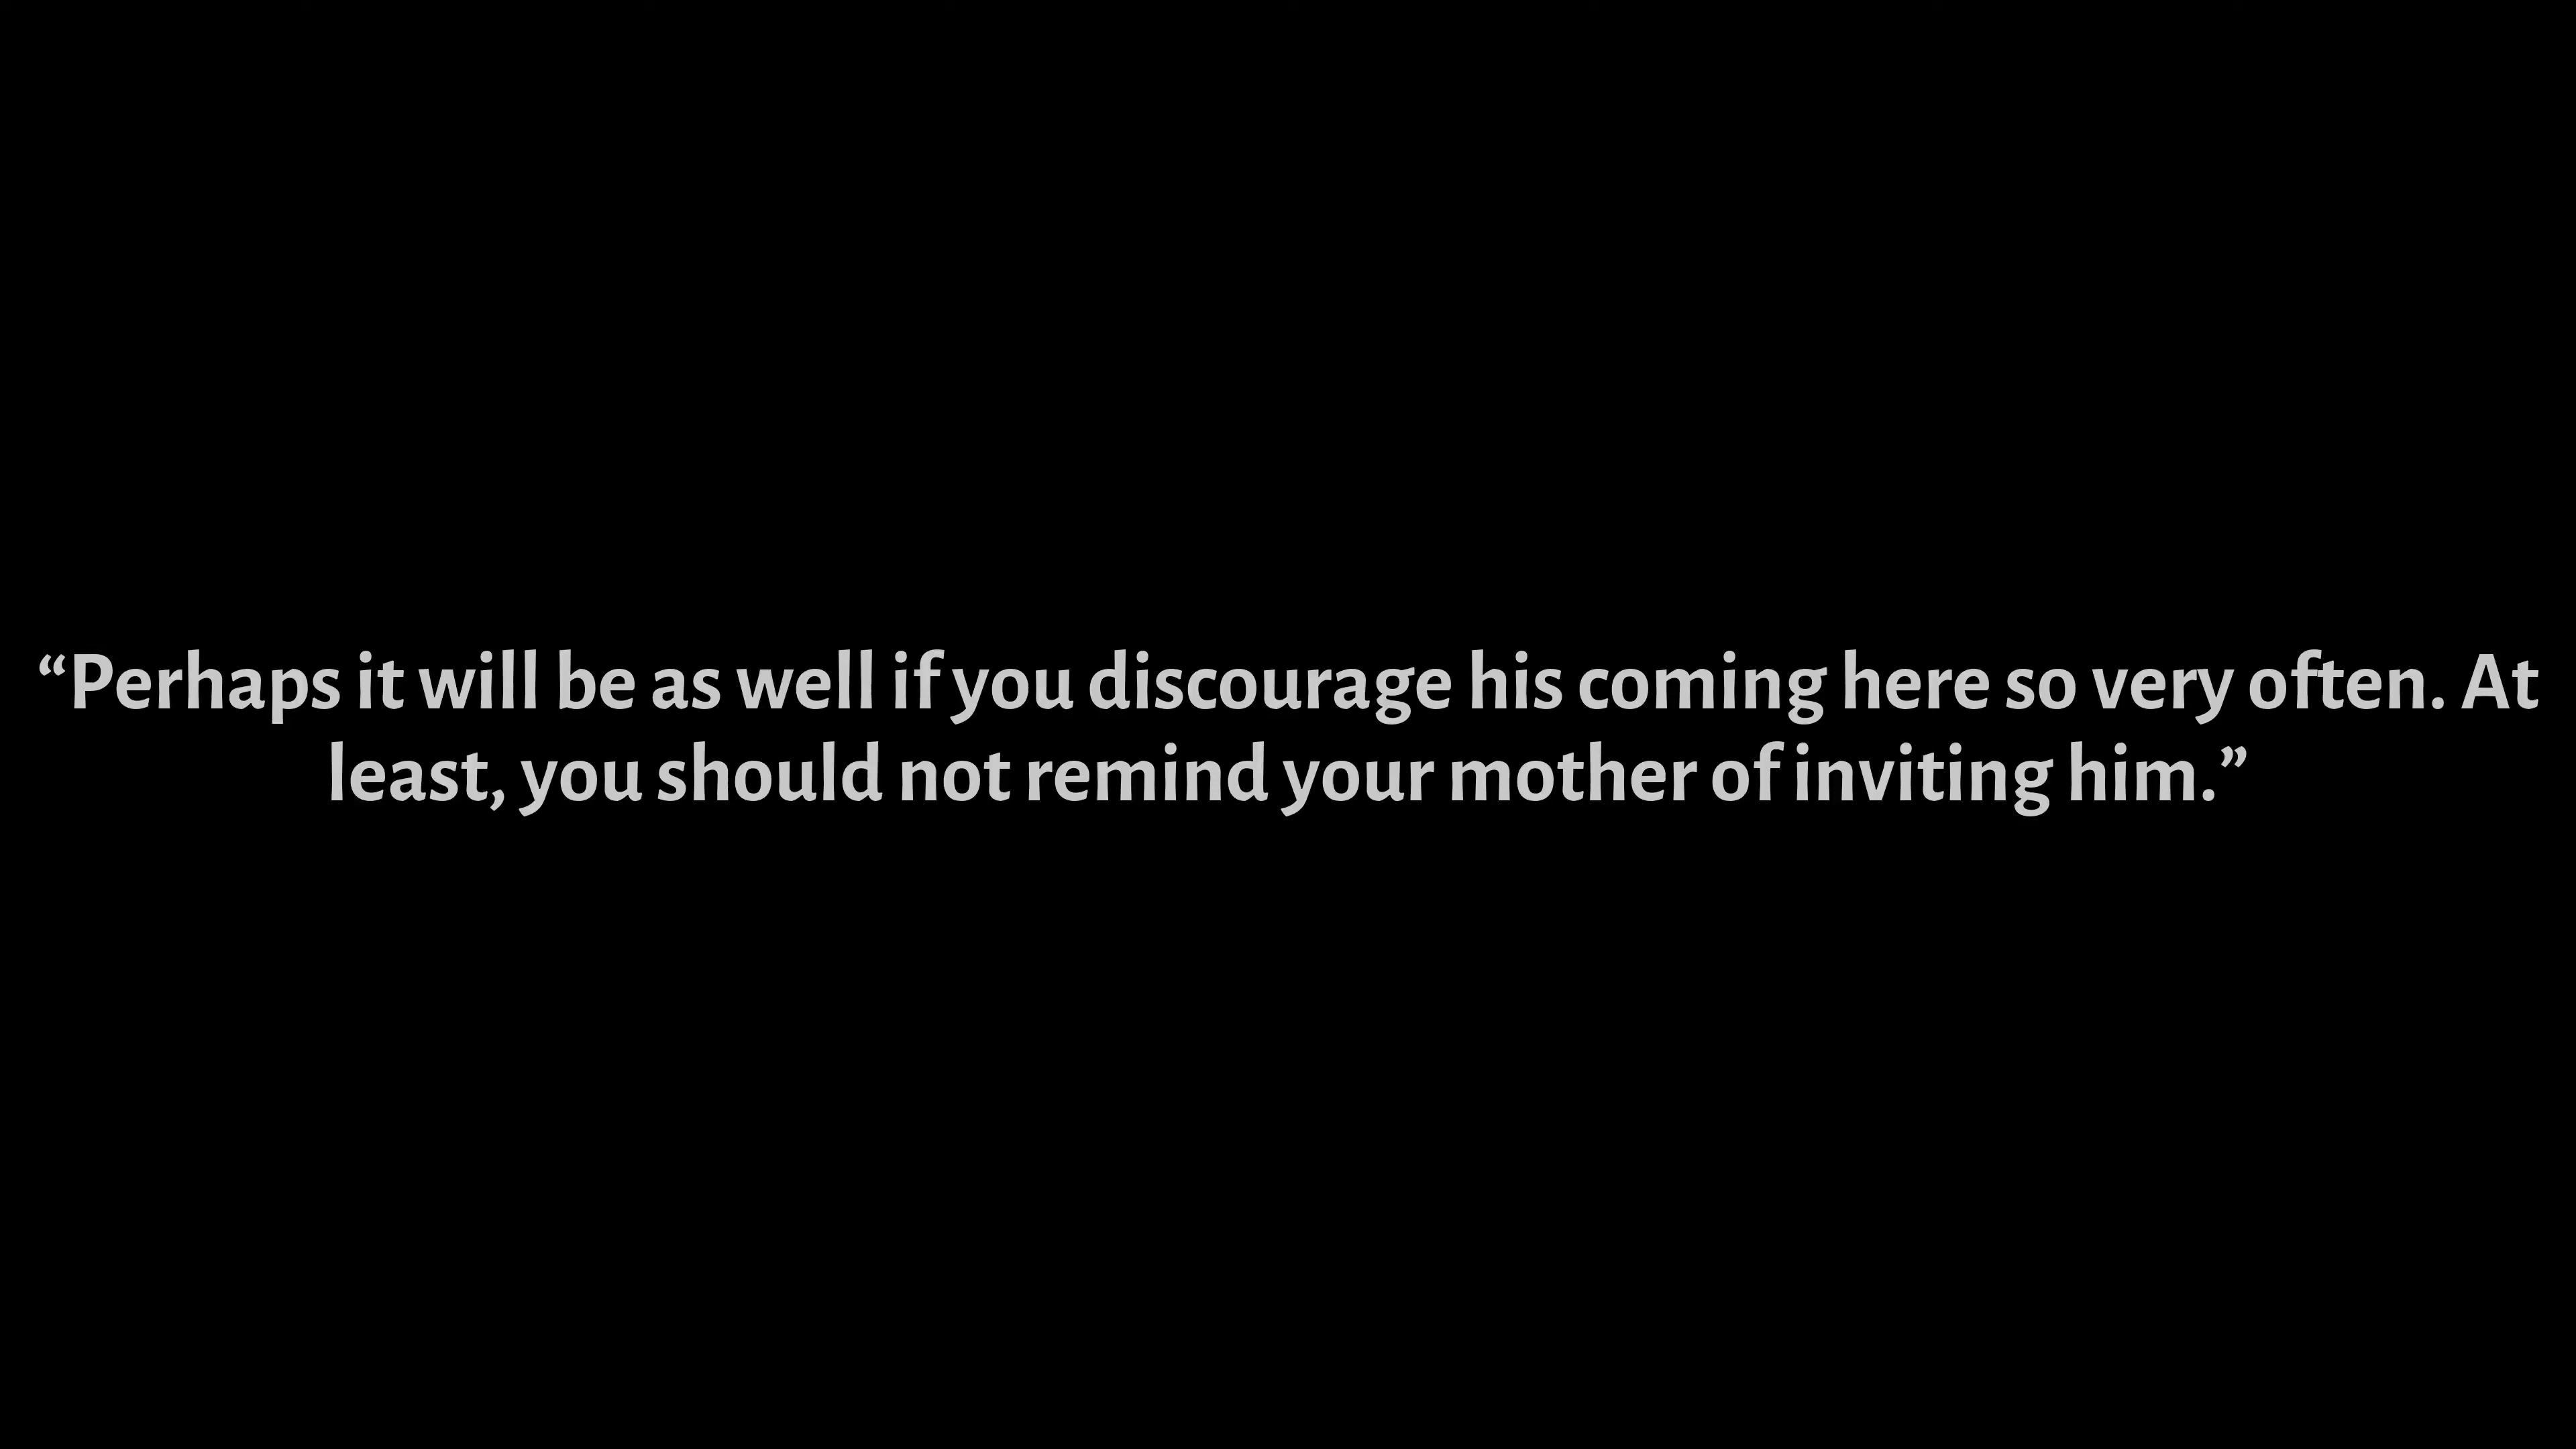 “Perhaps it will be as well if you discourage his coming here so very often. At
least, you should not remind your mother of inviting him.”